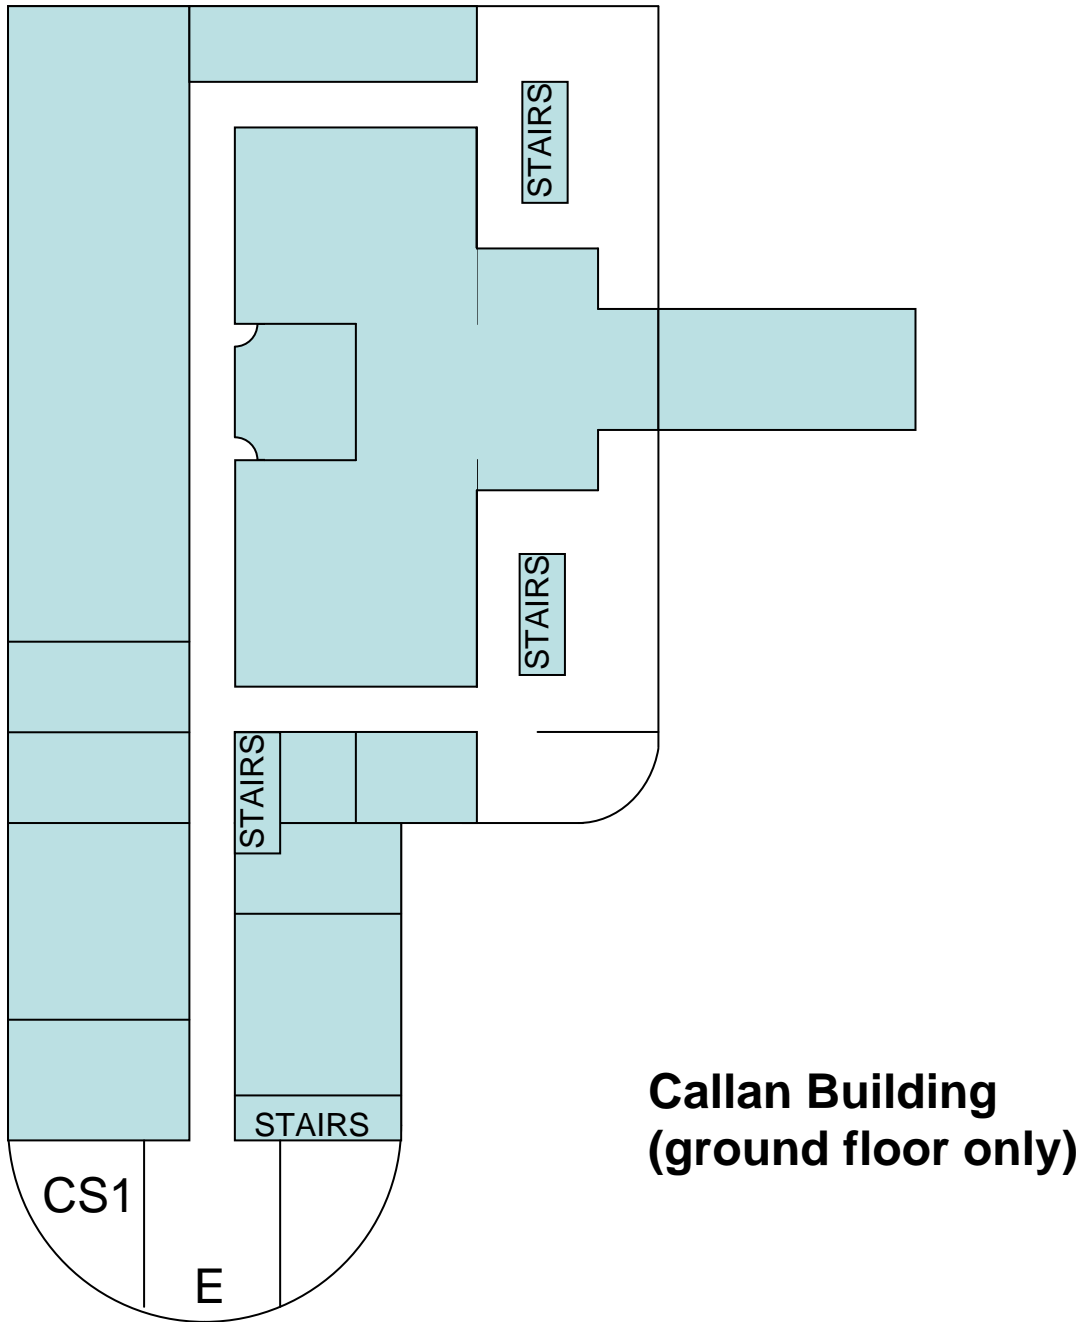 STAIRS
STAIRS
STAIRS
STAIRS
CS1
E
Callan Building
(ground floor only)